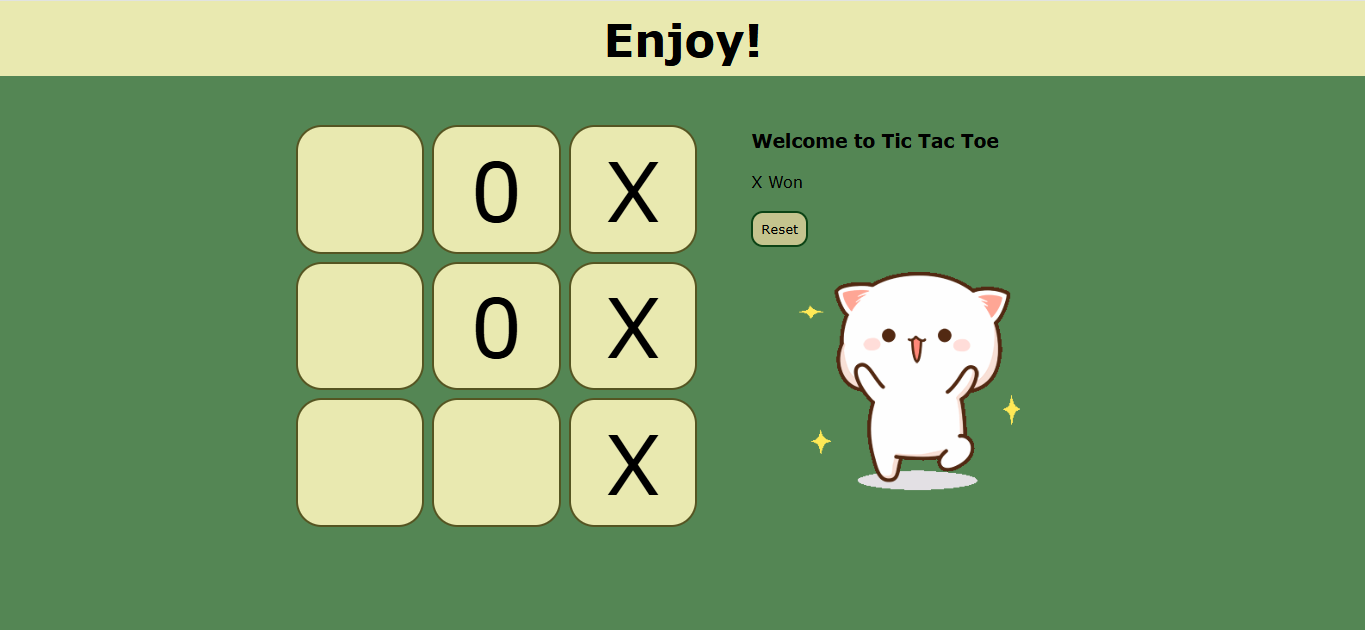 Enjoy!
0 X
0 X
X
Welcome to Tic Tac Toe
X Won
Reset